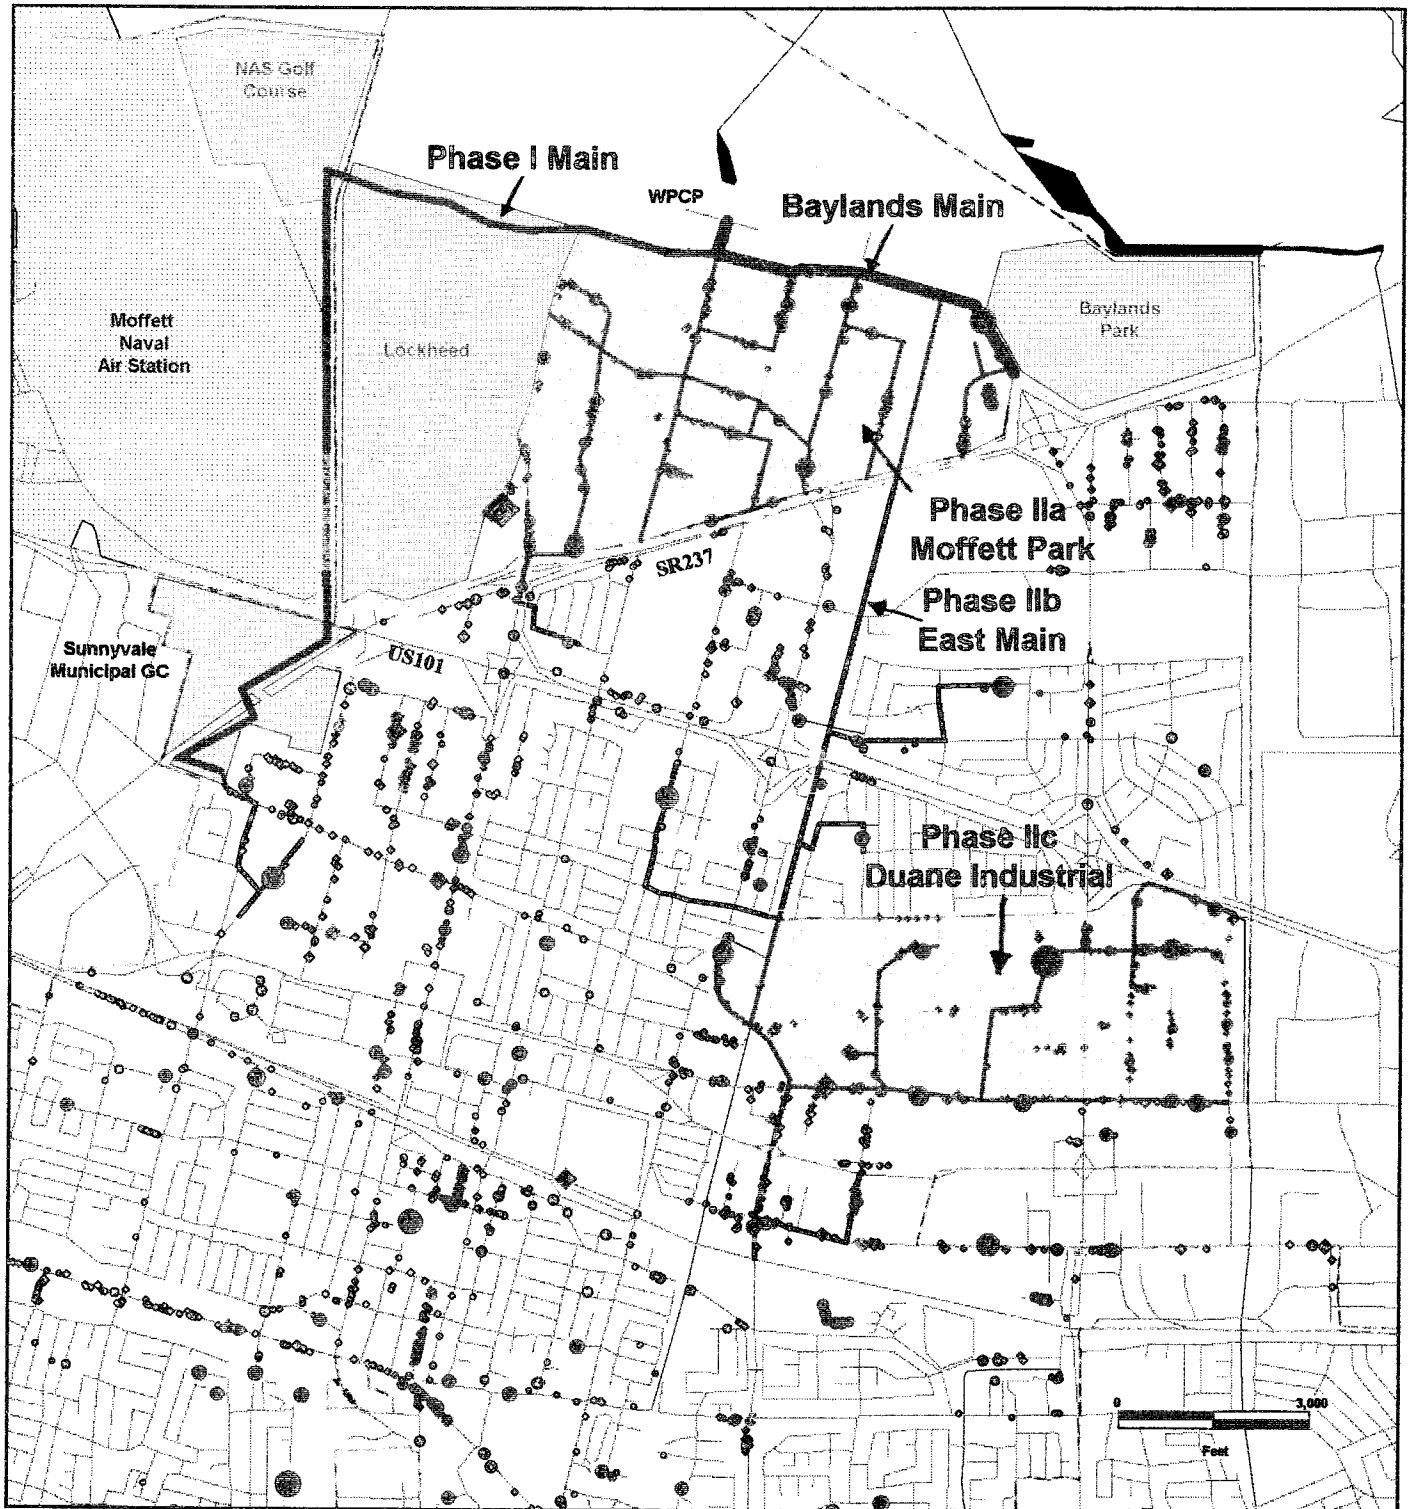 NAS Golf
Course
Phase I Main
WPCP
Baylands Main
Moffett
Naval
Air Station
Lockheed
Baylands
Park
Phase IIa
Moffett Park
SR237
Phase IIb
East Main
Sunnyvale
Municipal GC
US101
Phase IIc
Duane Industrial
0 3,000
Feet